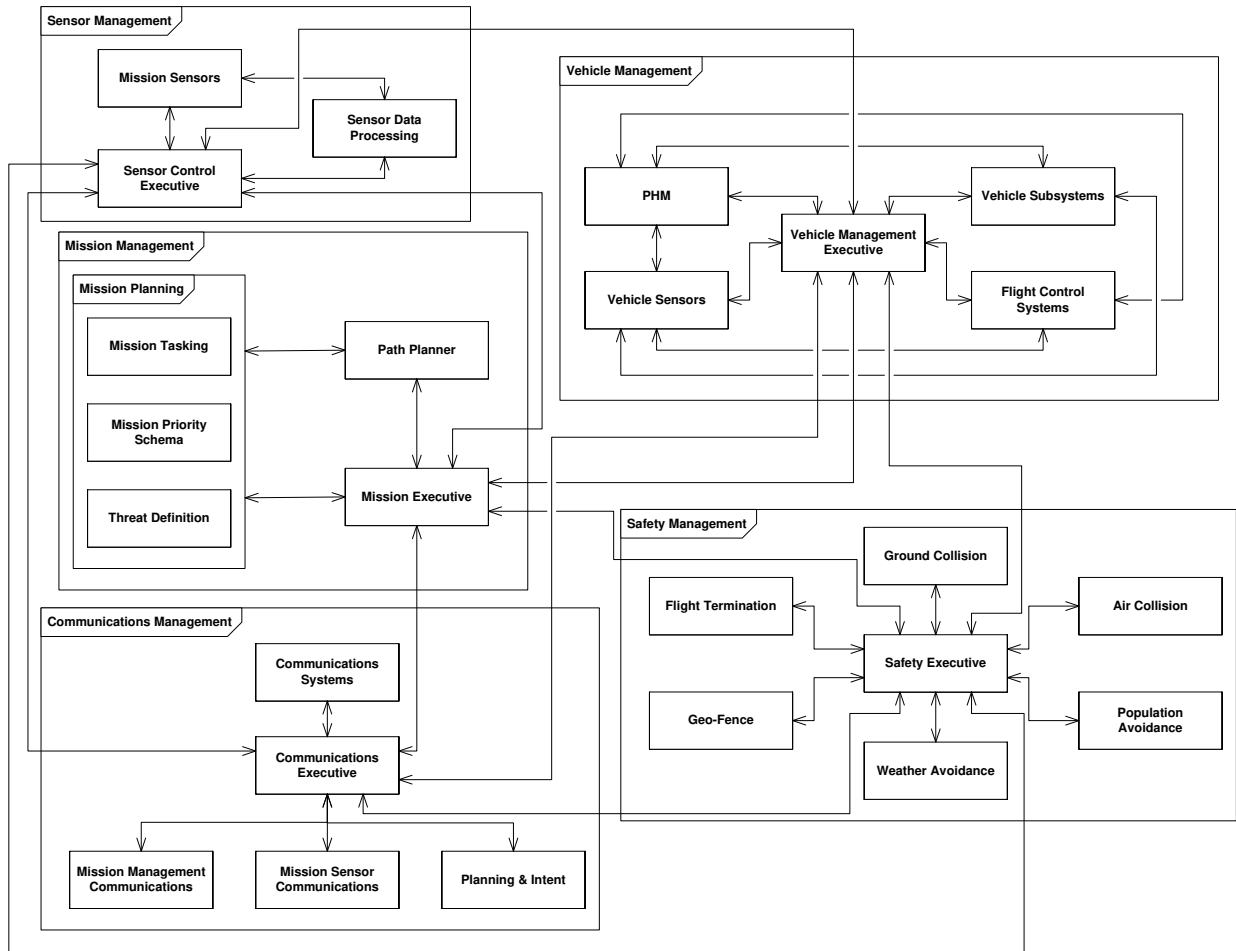 Sensor Management
Mission Sensors
Sensor Data
Processing
Sensor Control
Executive
Vehicle Management
PHM
Vehicle Subsystems
Vehicle Management
Executive
Vehicle Sensors
Flight Control
Systems
Mission Management
Mission Planning
Mission Tasking
Path Planner
Mission Priority
Schema
Mission Executive
Threat Definition
Safety Management
Ground Collision
Flight Termination
Air Collision
Safety Executive
Geo-Fence
Population
Avoidance
Weather Avoidance
Communications Management
Communications
Systems
Communications
Executive
Mission Management
Communications
Mission Sensor
Communications
Planning & Intent